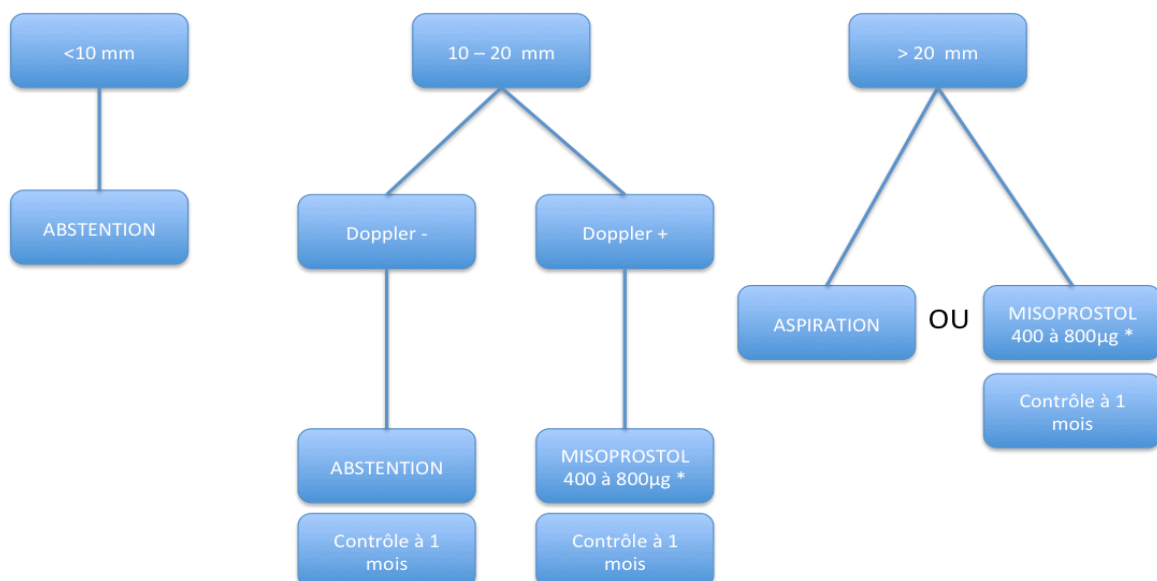 <10 mm
10 – 20 mm
> 20 mm
ABSTENTION
Doppler -
Doppler +
ASPIRATION
OU
MISOPROSTOL
400 à 800µg *
Contrôle à 1
mois
ABSTENTION
MISOPROSTOL
400 à 800µg *
Contrôle à 1
mois
Contrôle à 1
mois